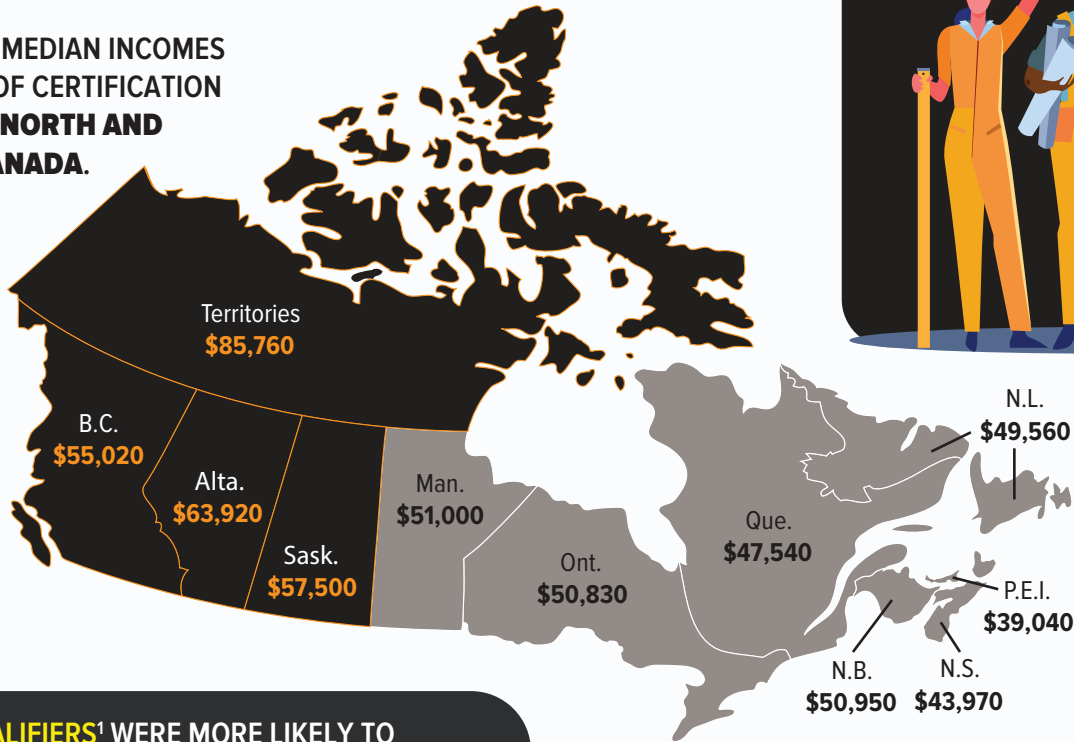 MEDIAN INCOMES
OF CERTIFICATION
NORTH AND
ANADA.
Territories
$85,760
B.C.
$55,020
Alta.
$63,920
Sask.
$57,500
Man.
$51,000
Ont.
$50,830
Que.
$47,540
N.L.
$49,560
P.E.I.
$39,040
N.B.
$50,950
N.S.
$43,970
ALIFIERS¹ WERE MORE LIKELY TO